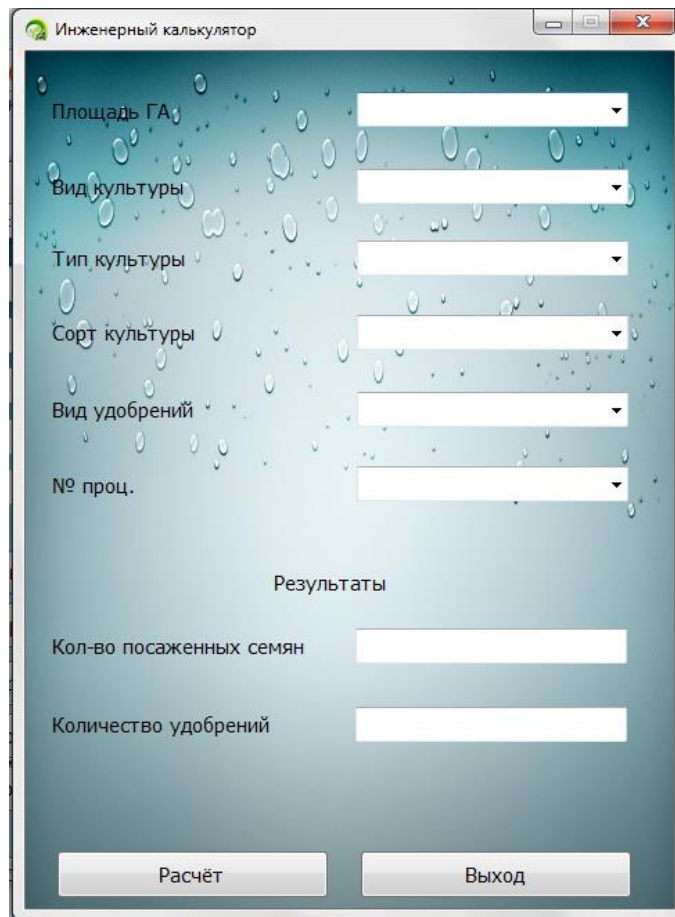 Инженерный калькулятор
Площадь ГА
Вид культуры
Тип культуры
Сорт культуры
Вид удобрений
№ проц.
Результаты
Кол-во посаженных семян
Количество удобрений
Расчёт Выход